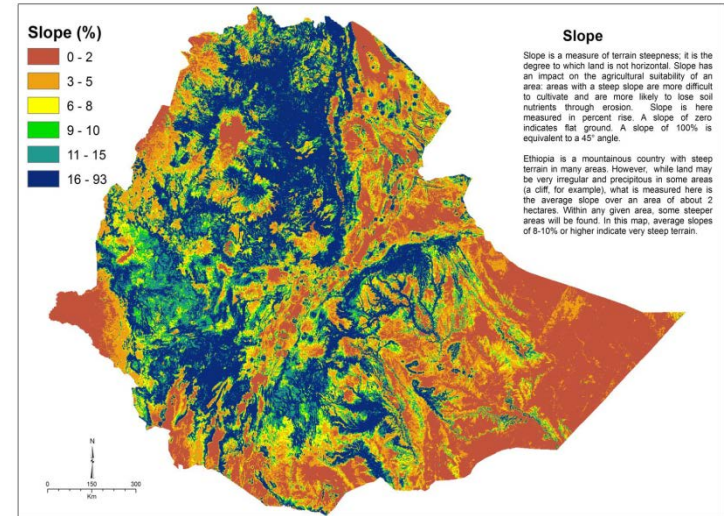 Slope (%)
0 - 2
3 - 5
6 - 8
9 - 10
11 - 15
16 - 93
Slope
Slope is a measure of terrain steepness; it is the
degree to which land is not horizontal. Slope has
an impact on the agricultural suitability of an
area: areas with a steep slope are more difficult
to cultivate and are more likely to lose soil
nutrients through erosion. Slope is here
measured in percent rise. A slope of zero
indicates flat ground. A slope of 100% is
equivalent to a 45° angle.
Ethiopia is a mountainous country with steep
terrain in many areas. However, while land may
be very irregular and precipitous in some areas
(a cliff, for example), what is measured here is
the average slope over an area of about 2
hectares. Within any given area, some steeper
areas will be found. In this map, average slopes
of 8-10% or higher indicate very steep terrain.
N
0 150 300
Km